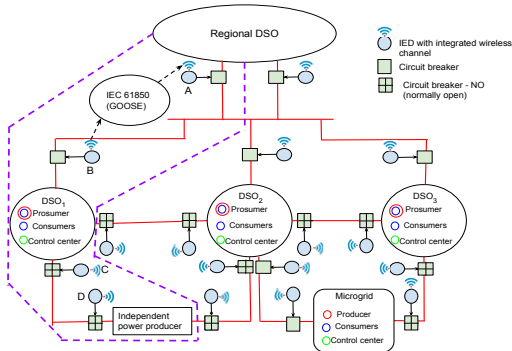 Regional DSO
IED with integrated wireless
channel
Circuit breaker
Circuit breaker - NO
(normally open)
A
IEC 61850
(GOOSE)
B
DSO1
Prosumer
Consumers
Control center
DSO2
Prosumer
Consumers
Control center
DSO3
Prosumer
Consumers
Control center
C
D
Independent
power producer
Microgrid
Producer
Consumers
Control center